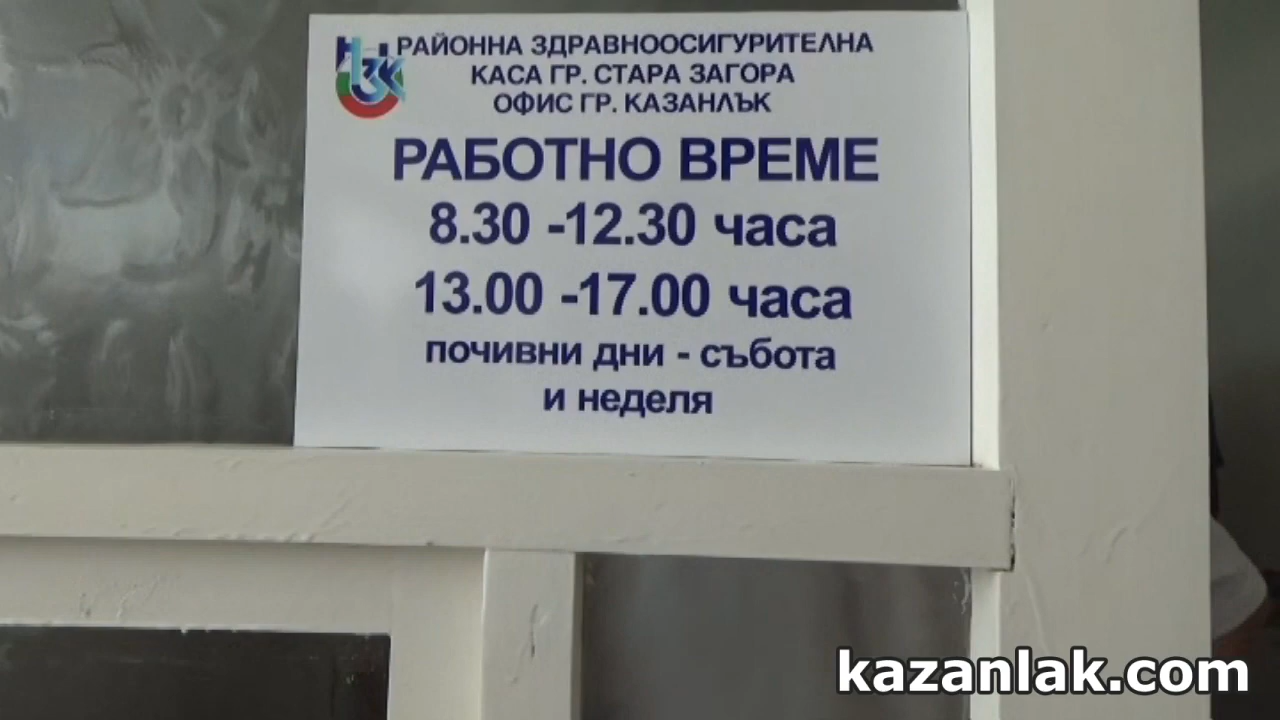 РАЙОННА ЗДРАВНООСИГУРИТЕЛНА
КАСА ГР. СТАРА ЗАГОРА
ОФИС ГР. КАЗАНЛЪК
РАБОТНО ВРЕМЕ
8.30 -12.30 часа
13.00 -17.00 часа
почивни дни - събота
и неделя
kazanlak.com